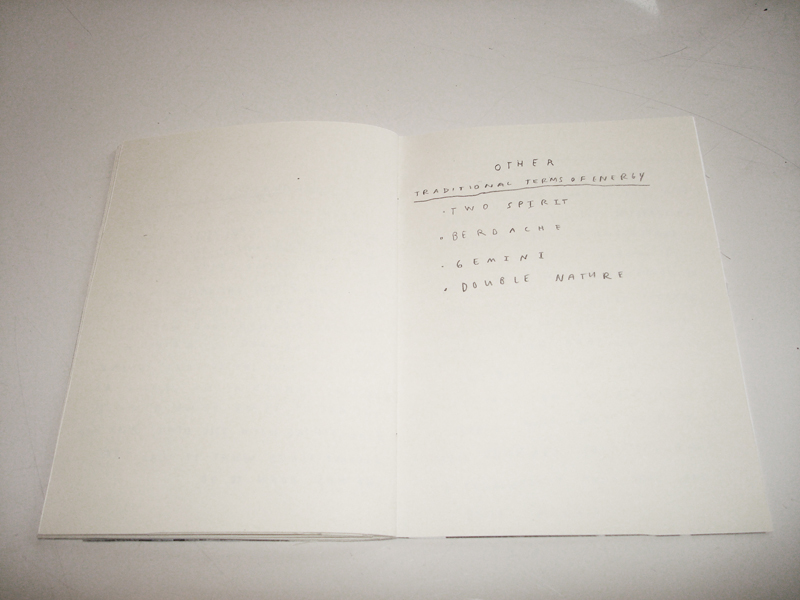 OTHER
TRADITIONAL TERMS OF ENERGY
· TWO SPIRIT
· BERDACHE
· GEMINI
· DOUBLE NATURE